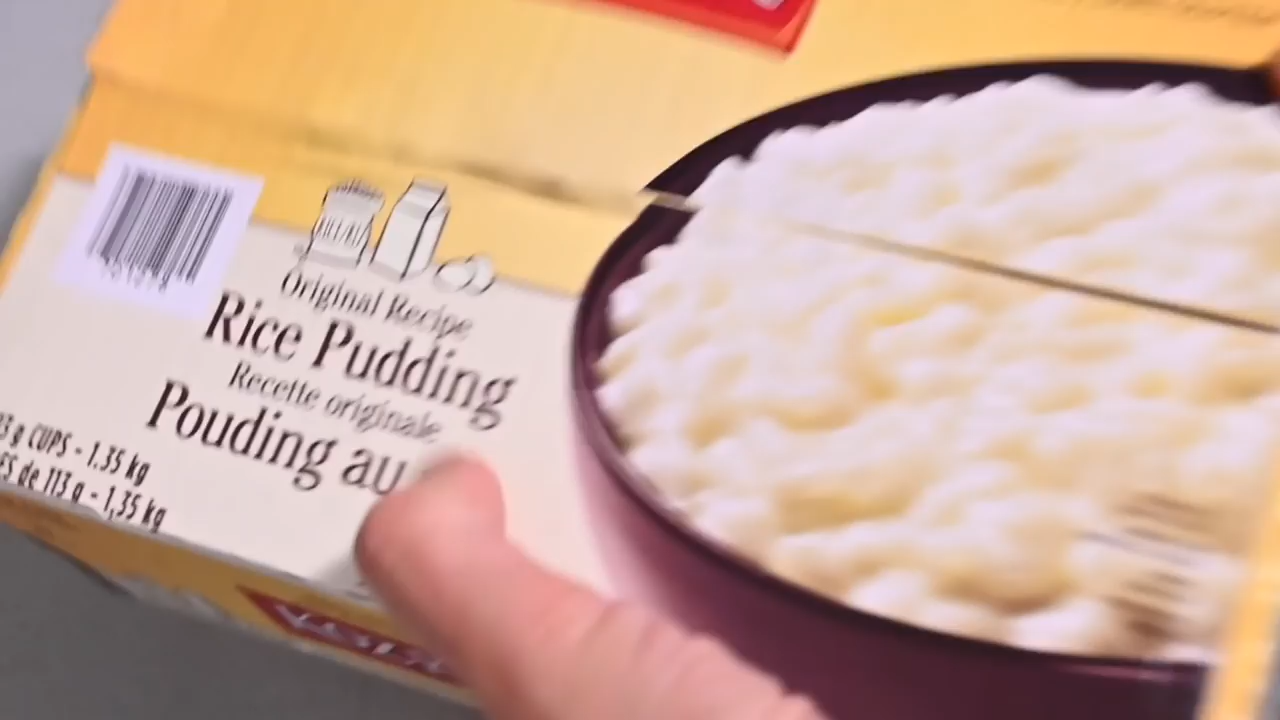 Original Recipe
Rice Pudding
Recette originale
Pouding au
g CUPS - 1.35 kg
de 113 g - 1,35 kg